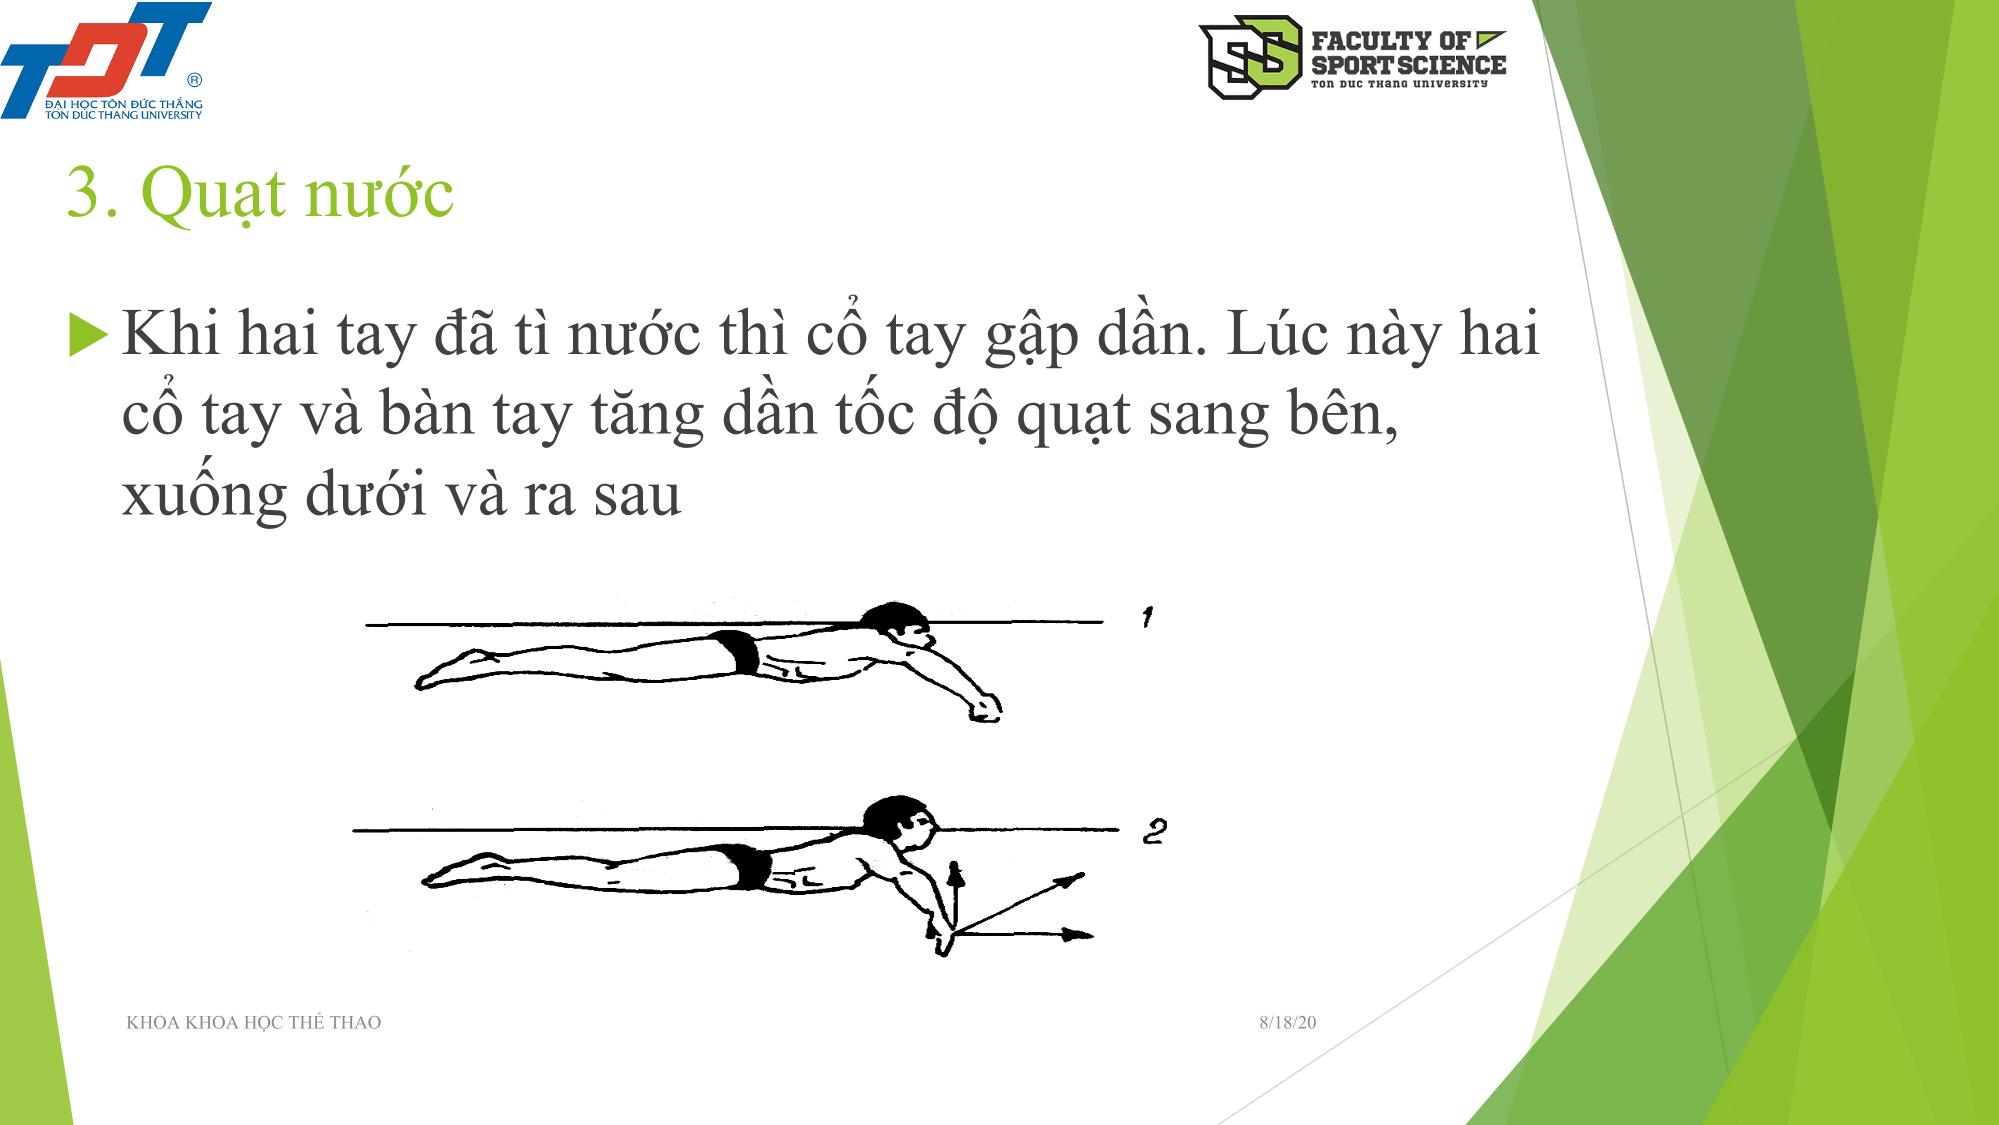 TDT
®
ĐẠI HỌC TÔN ĐỨC THẮNG
TON DUC THANG UNIVERSITY
SS
FACULTY OF
SPORT SCIENCE
TON DUC THANG UNIVERSITY
3. Quạt nước
Khi hai tay đã tì nước thì cổ tay gập dần. Lúc này hai
cổ tay và bàn tay tăng dần tốc độ quạt sang bên,
xuống dưới và ra sau
1
2
KHOA KHOA HỌC THỂ THAO
8/18/20